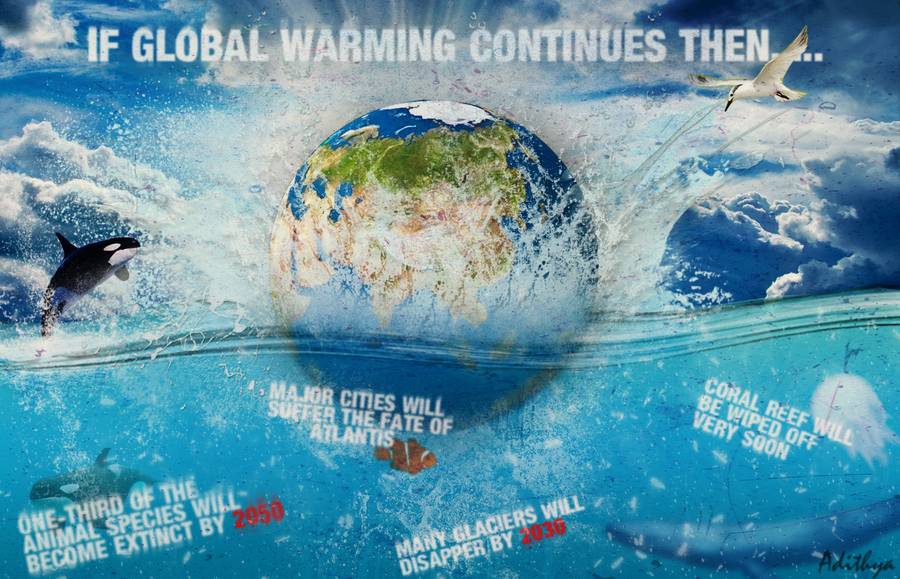 IF GLOBAL WARMING CONTINUES THEN.....
MAJOR CITIES WILL
SUFFER THE FATE OF
ATLANTIS
CORAL REEF WILL
BE WIPED OFF
VERY SOON
ONE-THIRD OF THE
ANIMAL SPECIES WILL
BECOME EXTINCT BY 2050
MANY GLACIERS WILL
DISAPPER BY 2030
Adithya